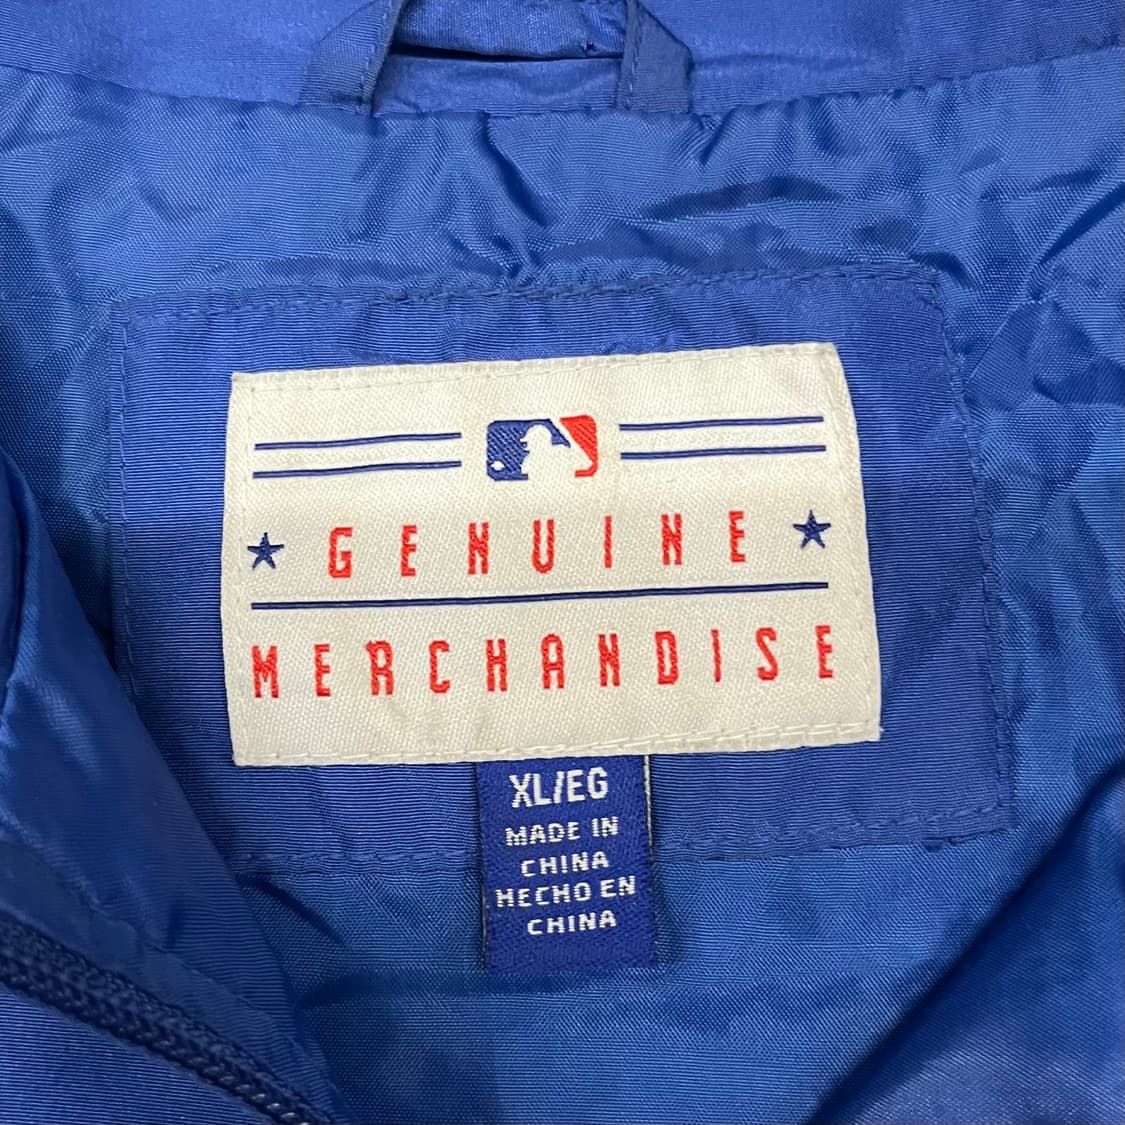 GENUINE
MERCHANDISE
XL/EG
MADE IN
CHINA
HECHO EN
CHINA